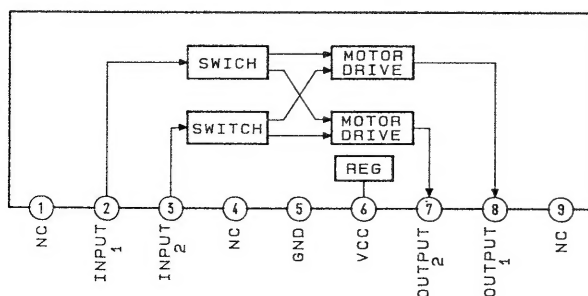 SWICH
MOTOR
DRIVE
SWITCH
MOTOR
DRIVE
REG
1
2
3
4
5
6
7
8
9
NC
INPUT
1
INPUT
2
NC
GND
VCC
OUTPUT
2
OUTPUT
1
NC